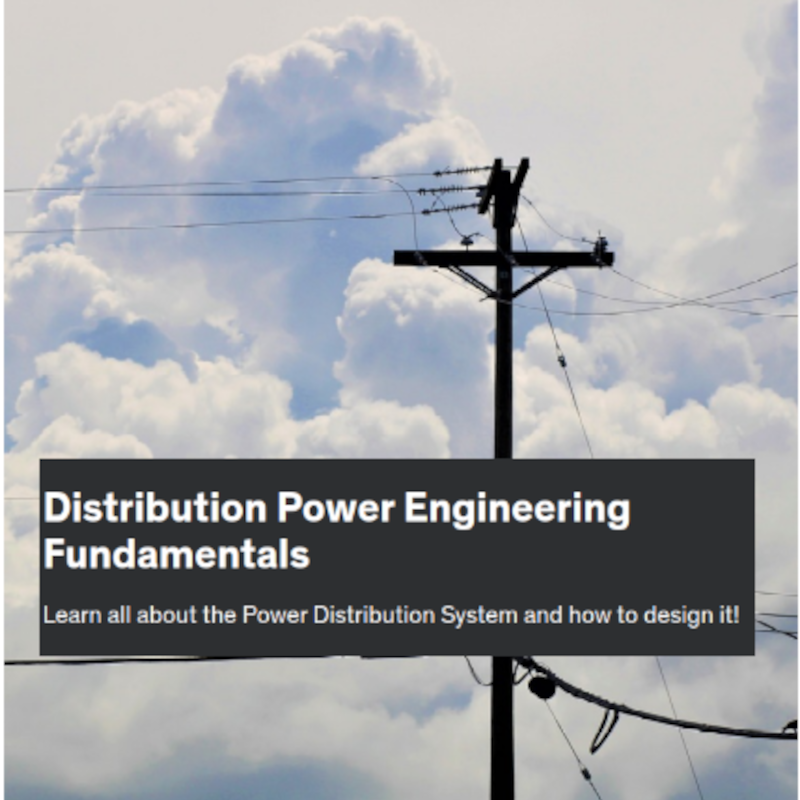 Distribution Power Engineering
Fundamentals
Learn all about the Power Distribution System and how to design it!